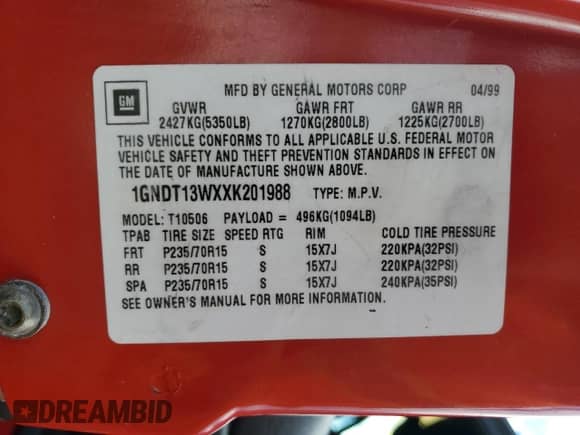 GM
MFD BY GENERAL MOTORS CORP 04/99
GVWR GAWR FRT GAWR RR
2427KG(5350LB) 1270KG(2800LB) 1225KG(2700LB)
THIS VEHICLE CONFORMS TO ALL APPLICABLE U.S. FEDERAL MOTOR
VEHICLE SAFETY AND THEFT PREVENTION STANDARDS IN EFFECT ON
THE DATE OF MANUFACTURE SHOWN ABOVE.
1GNDT13WXXK201988 TYPE: M.P.V.
MODEL: T10506 PAYLOAD = 496KG(1094LB)
TPAB TIRE SIZE SPEED RTG RIM COLD TIRE PRESSURE
FRT P235/70R15 S 15X7J 220KPA(32PSI)
RR P235/70R15 S 15X7J 220KPA(32PSI)
SPA P235/70R15 S 15X7J 240KPA(35PSI)
SEE OWNER'S MANUAL FOR MORE INFORMATION.
DREAMBID